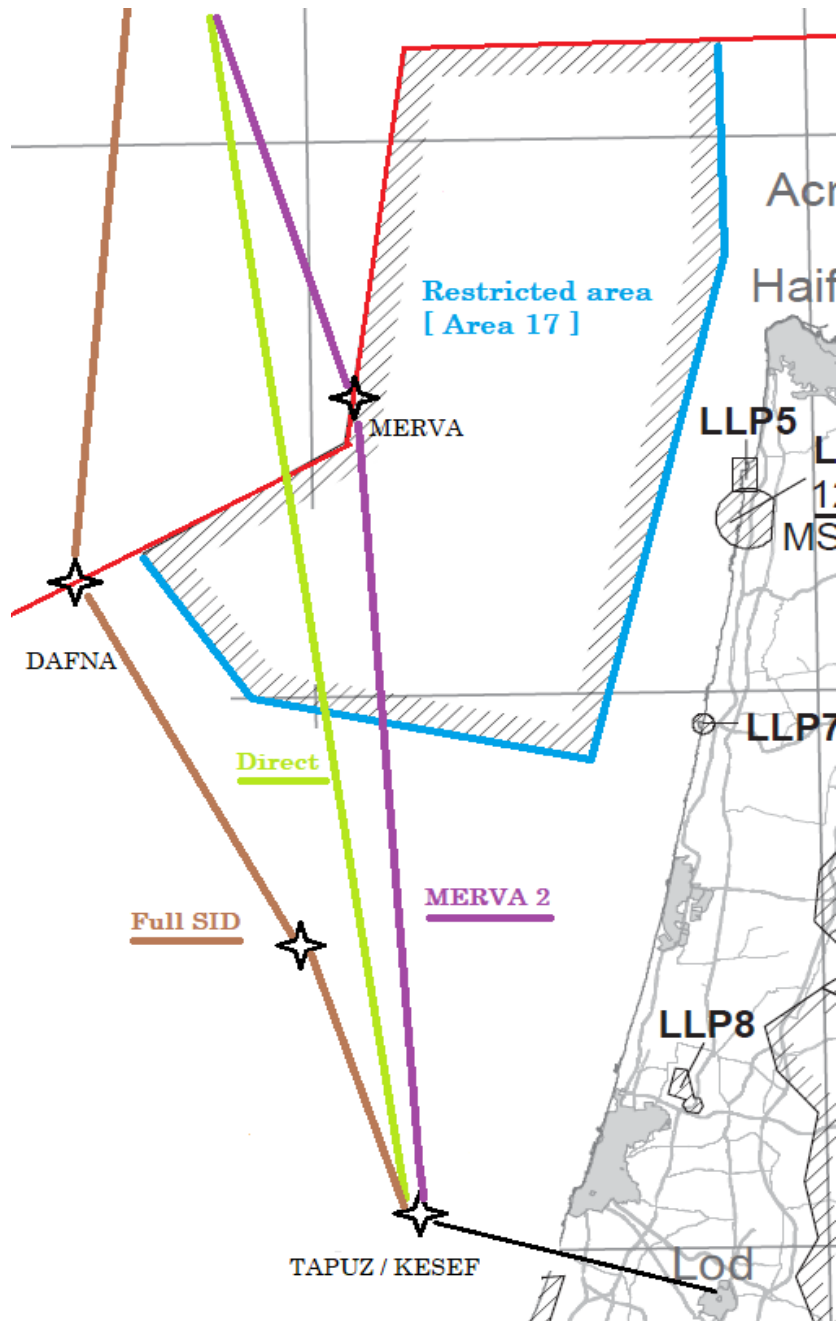 Acr
Haif
Restricted area
[ Area 17 ]
MERVA
LLP5
L
12
MS
DAFNA
LLP7
Direct
Full SID
MERVA 2
LLP8
TAPUZ / KESEF
Lod